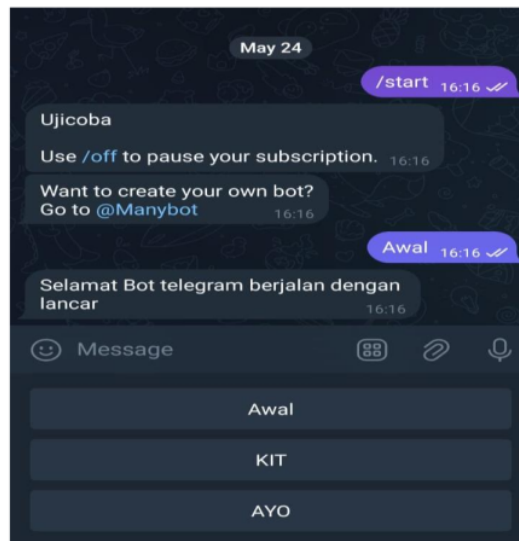 May 24
/start 16:16
Ujicoba
Use /off to pause your subscription. 16:16
Want to create your own bot?
Go to @Manybot 16:16
Awal 16:16
Selamat Bot telegram berjalan dengan
lancar 16:16
Message
Awal
KIT
AYO